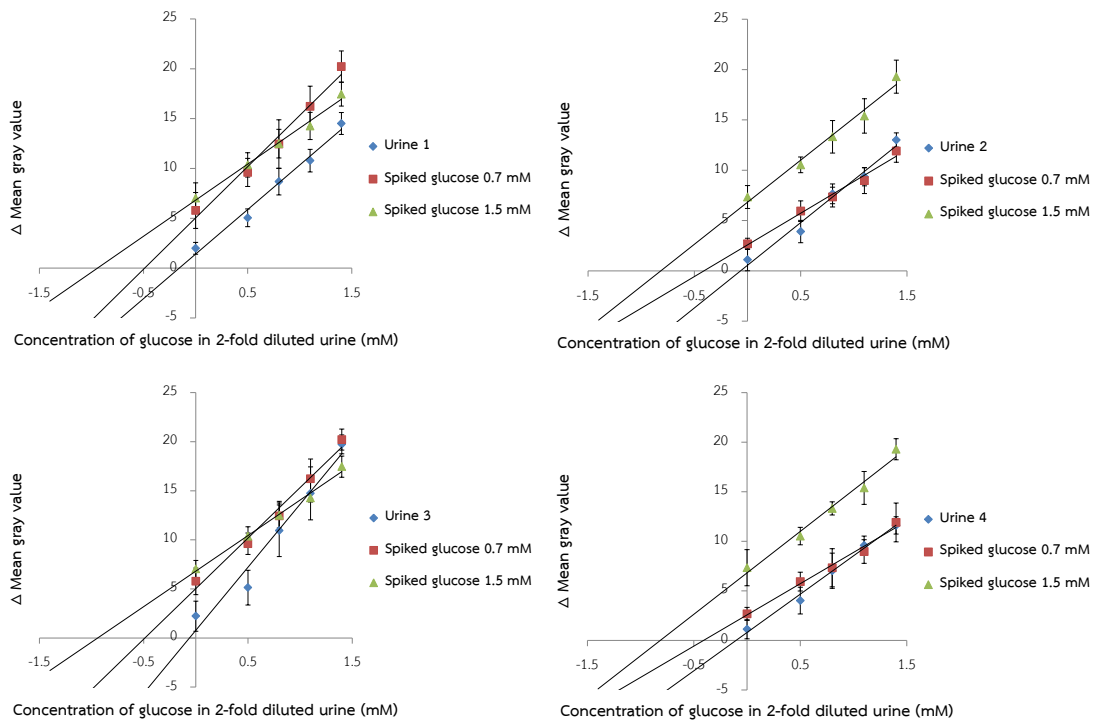 25
20
15
10
5
0
-5
-1.5
-0.5
0.5
1.5
Δ Mean gray value
Urine 1
Spiked glucose 0.7 mM
Spiked glucose 1.5 mM
Concentration of glucose in 2-fold diluted urine (mM)
25
20
15
10
5
0
-5
-1.5
-0.5
0.5
1.5
Δ Mean gray value
Urine 2
Spiked glucose 0.7 mM
Spiked glucose 1.5 mM
Concentration of glucose in 2-fold diluted urine (mM)
25
20
15
10
5
0
-5
-1.5
-0.5
0.5
1.5
Δ Mean gray value
Urine 3
Spiked glucose 0.7 mM
Spiked glucose 1.5 mM
Concentration of glucose in 2-fold diluted urine (mM)
25
20
15
10
5
0
-5
-1.5
-0.5
0.5
1.5
Δ Mean gray value
Urine 4
Spiked glucose 0.7 mM
Spiked glucose 1.5 mM
Concentration of glucose in 2-fold diluted urine (mM)